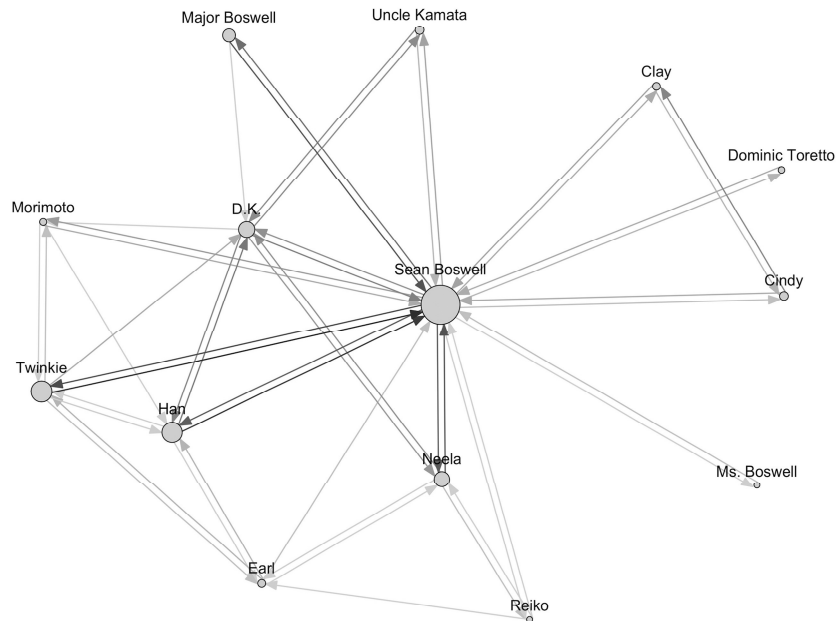 Major Boswell
Uncle Kamata
Clay
Dominic Toretto
Morimoto
D.K.
Sean Boswell
Cindy
Twinkie
Han
Neela
Ms. Boswell
Earl
Reiko